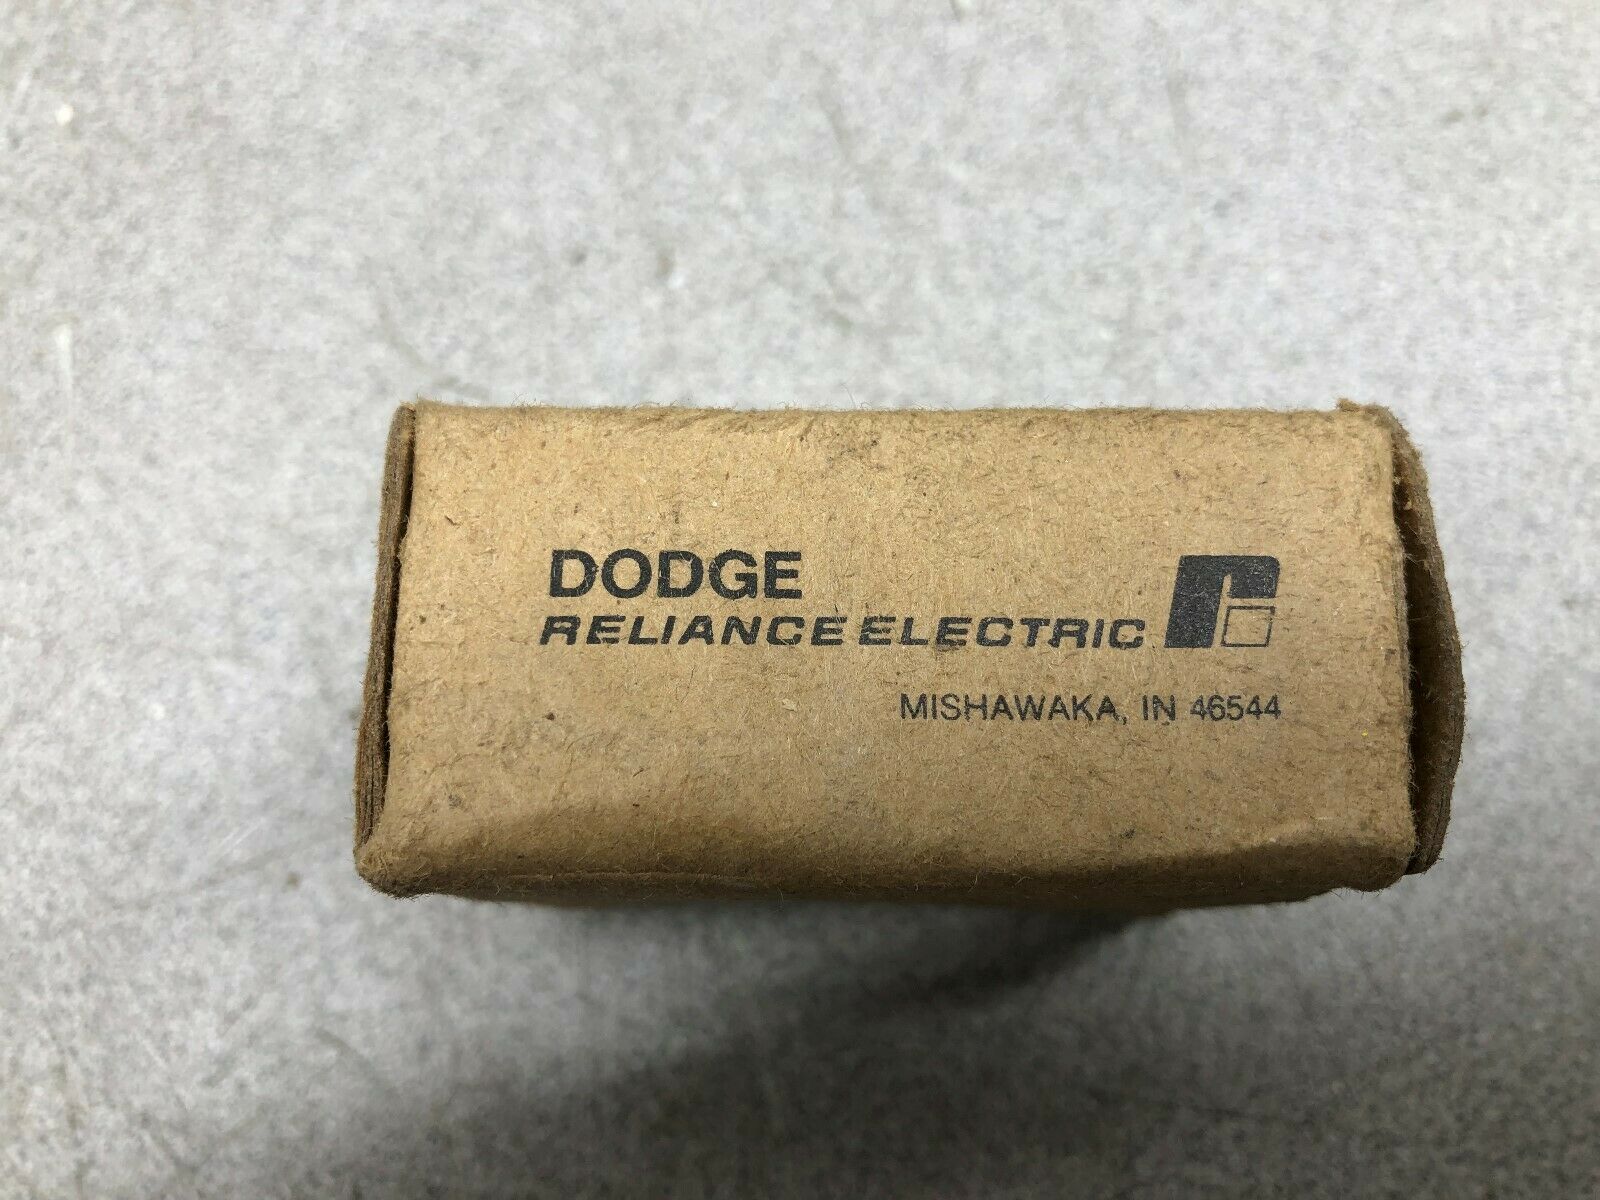 DODGE
RELIANCE ELECTRIC
MISHAWAKA, IN 46544